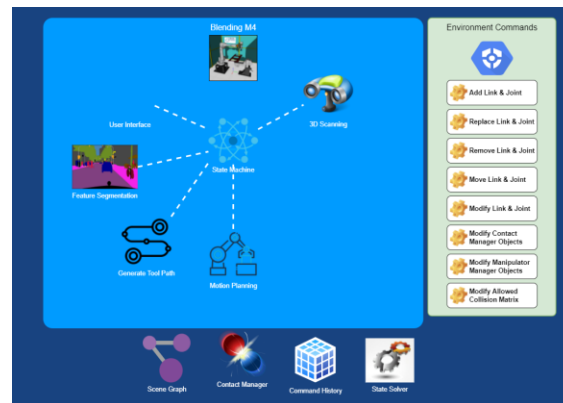 Blending M4
User Interface
3D Scanning
State Machine
Feature Segmentation
Generate Tool Path
Motion Planning
Scene Graph
Contact Manager
Command History
State Solver
Environment Commands
Add Link & Joint
Replace Link & Joint
Remove Link & Joint
Move Link & Joint
Modify Link & Joint
Modify Contact
Manager Objects
Modify Manipulator
Manager Objects
Modify Allowed
Collision Matrix